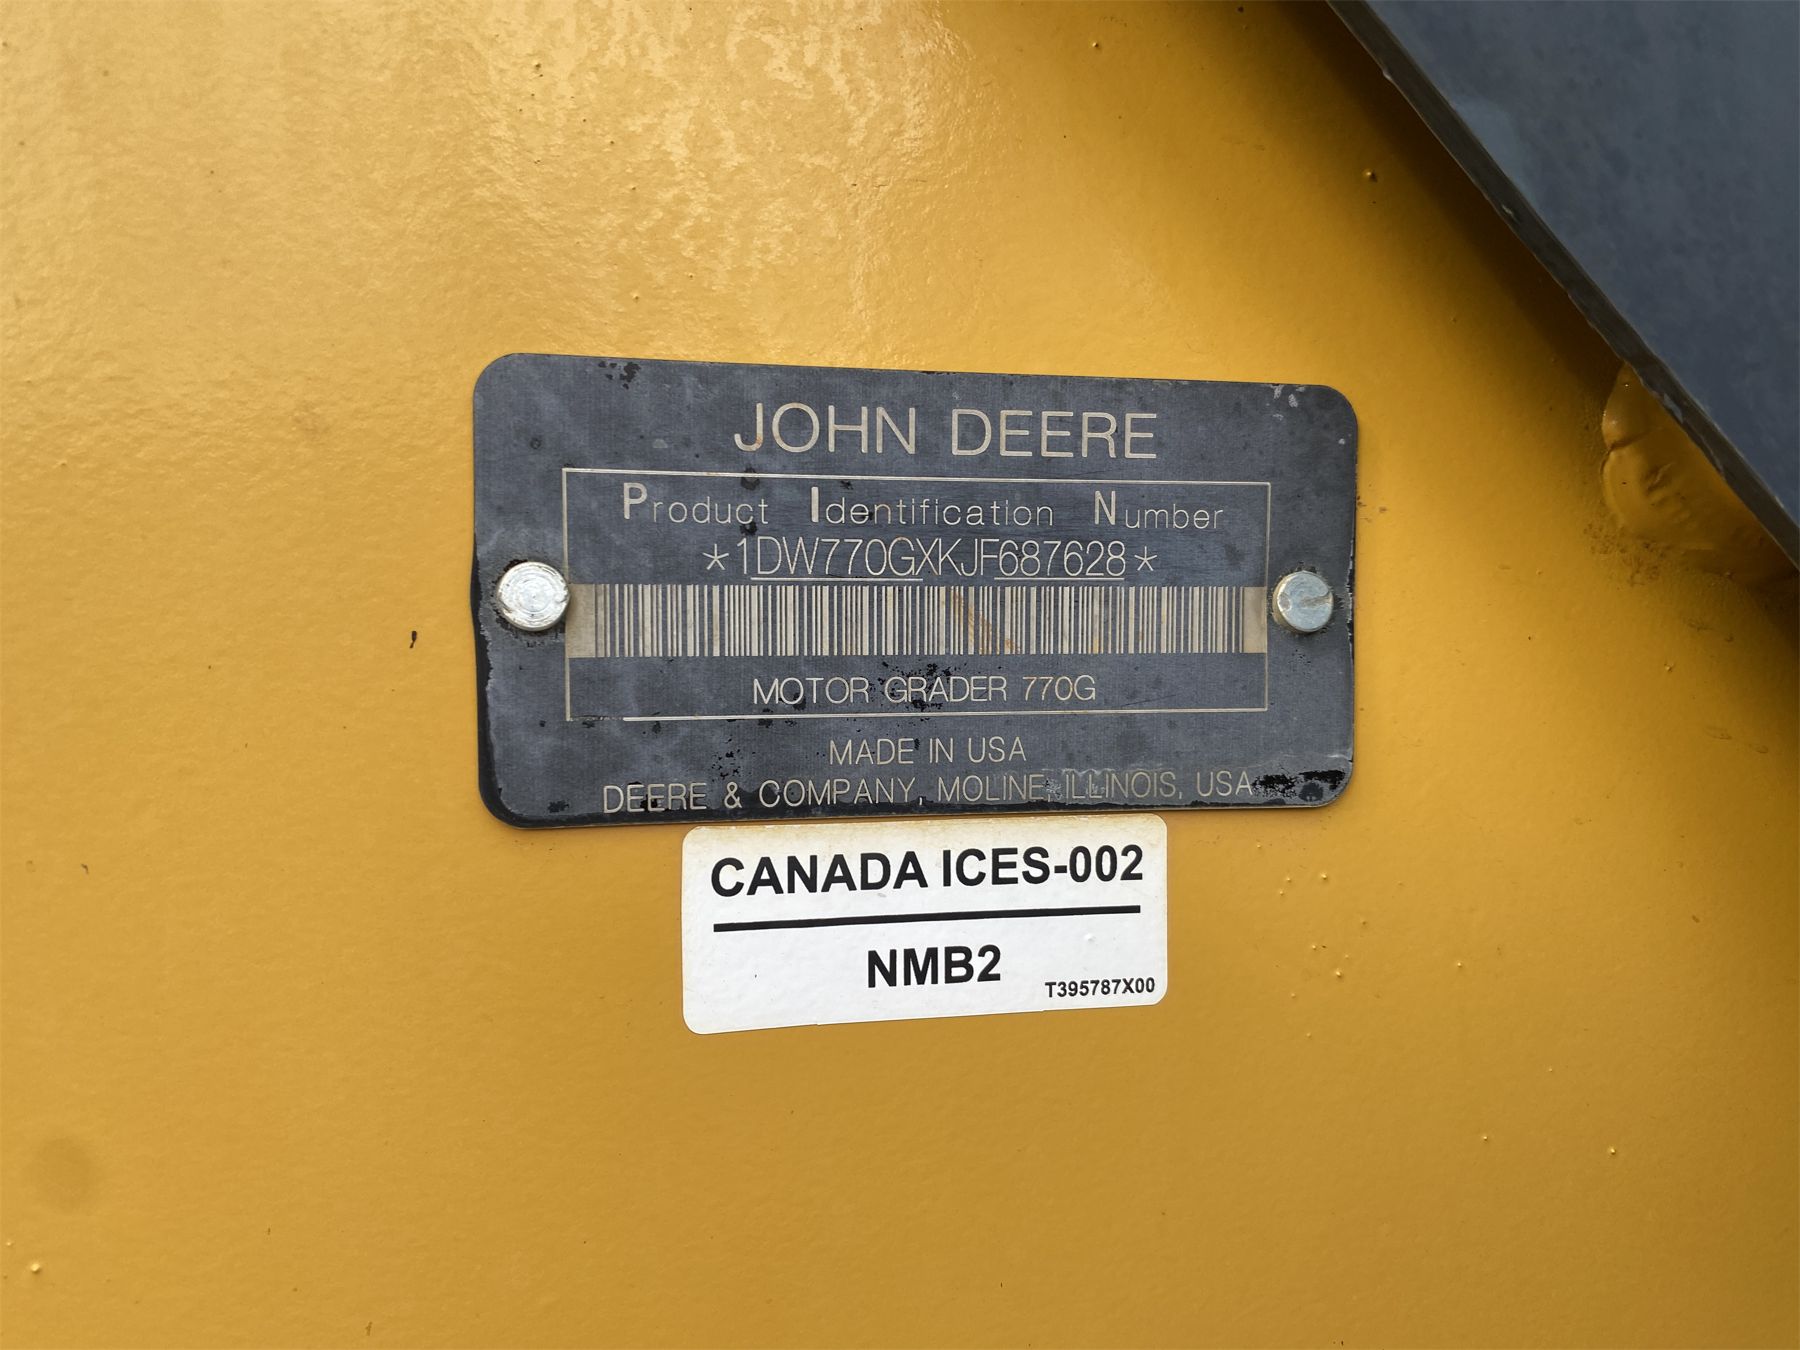 JOHN DEERE
Product Identification Number
*1DW770GXKJF687628*
MOTOR GRADER 770G
MADE IN USA
DEERE & COMPANY, MOLINE, ILLINOIS, USA
CANADA ICES-002
NMB2
T395787X00